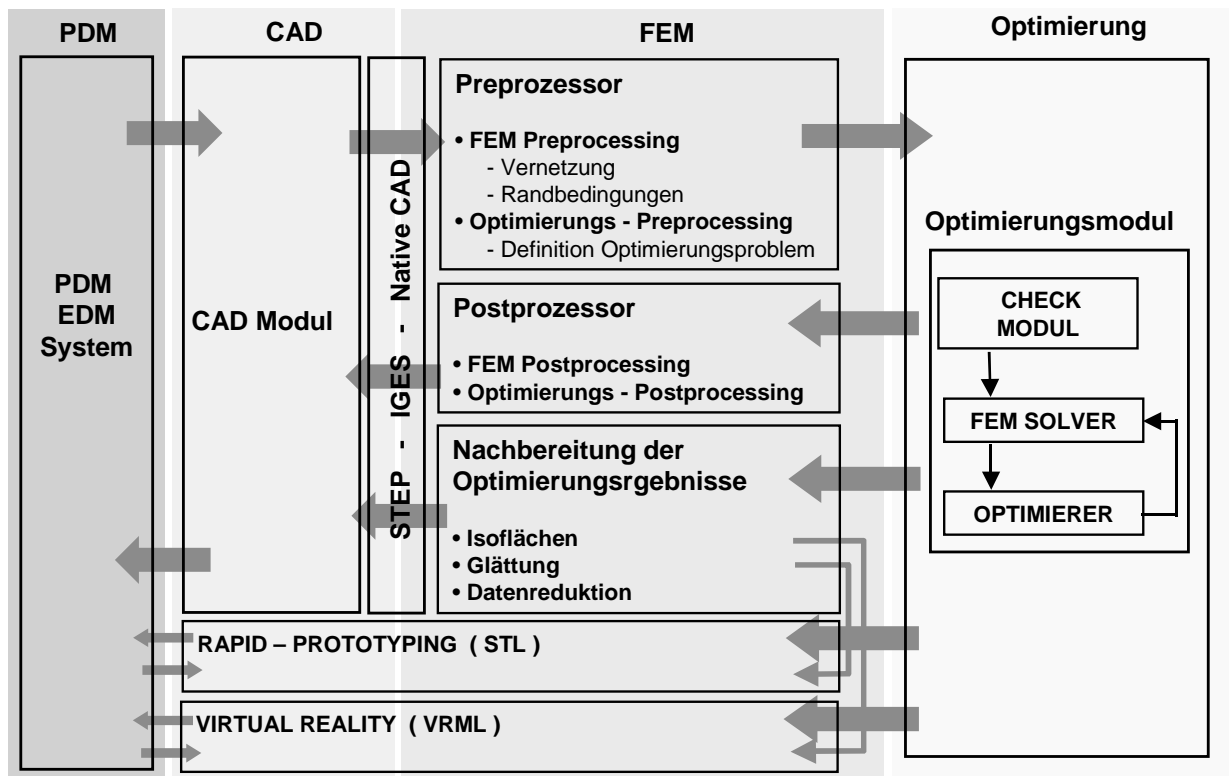 PDM
CAD
FEM
Optimierung
PDM
EDM
System
CAD Modul
STEP - IGES - Native CAD
Preprozessor
• FEM Preprocessing
- Vernetzung
- Randbedingungen
• Optimierungs - Preprocessing
- Definition Optimierungsproblem
Postprozessor
• FEM Postprocessing
• Optimierungs - Postprocessing
Nachbereitung der
Optimierungsrgebnisse
• Isoflächen
• Glättung
• Datenreduktion
Optimierungsmodul
CHECK
MODUL
FEM SOLVER
OPTIMIERER
RAPID – PROTOTYPING ( STL )
VIRTUAL REALITY ( VRML )